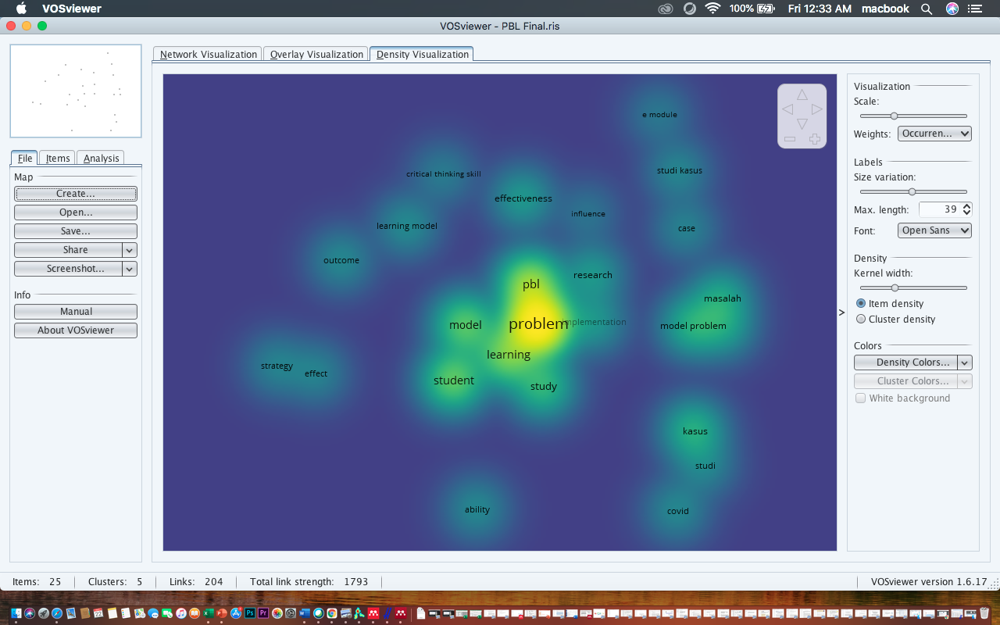 VOSviewer 100% Fri 12:33 AM macbook
VOSviewer - PBL Final.ris
Network Visualization Overlay Visualization Density Visualization
File Items Analysis
Map
Create...
Open...
Save...
Share
Screenshot...
Info
Manual
About VOSviewer
e module
critical thinking skill
studi kasus
effectiveness
influence
learning model
case
outcome
research
pbl
masalah
model
problem
implementation
model problem
learning
strategy
effect
student
study
kasus
studi
ability
covid
Visualization
Scale:
Weights: Occurren...
Labels
Size variation:
Max. length: 39
Font: Open Sans
Density
Kernel width:
Item density
Cluster density
Colors
Density Colors...
Cluster Colors...
White background
Items: 25 Clusters: 5 Links: 204 Total link strength: 1793 VOSviewer version 1.6.17